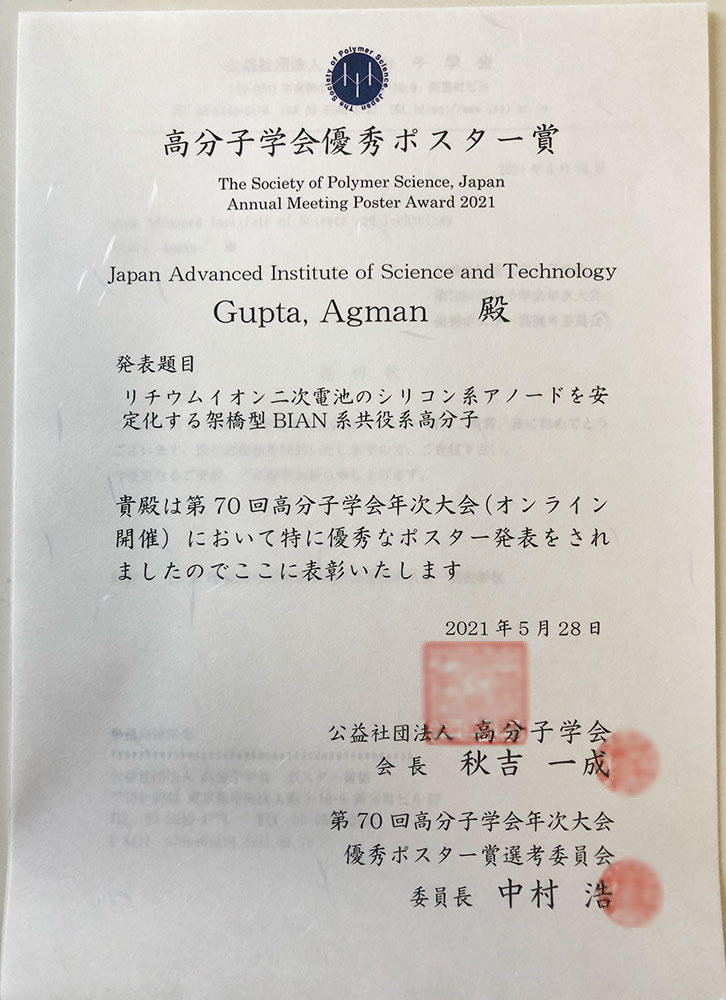 The Society of Polymer Science, Japan
高分子学会優秀ポスター賞
The Society of Polymer Science, Japan
Annual Meeting Poster Award 2021
Japan Advanced Institute of Science and Technology
Gupta, Agman 殿
発表題目
リチウムイオン二次電池のシリコン系アノードを安
定化する架橋型BIAN系共役系高分子
貴殿は第70回高分子学会年次大会(オンライン
開催)において特に優秀なポスター発表をされ
ましたのでここに表彰いたします
2021年5月28日
公益社団法人 高分子学会
会長 秋吉 一成
第70回高分子学会年次大会
優秀ポスター賞選考委員会
委員長 中村 浩